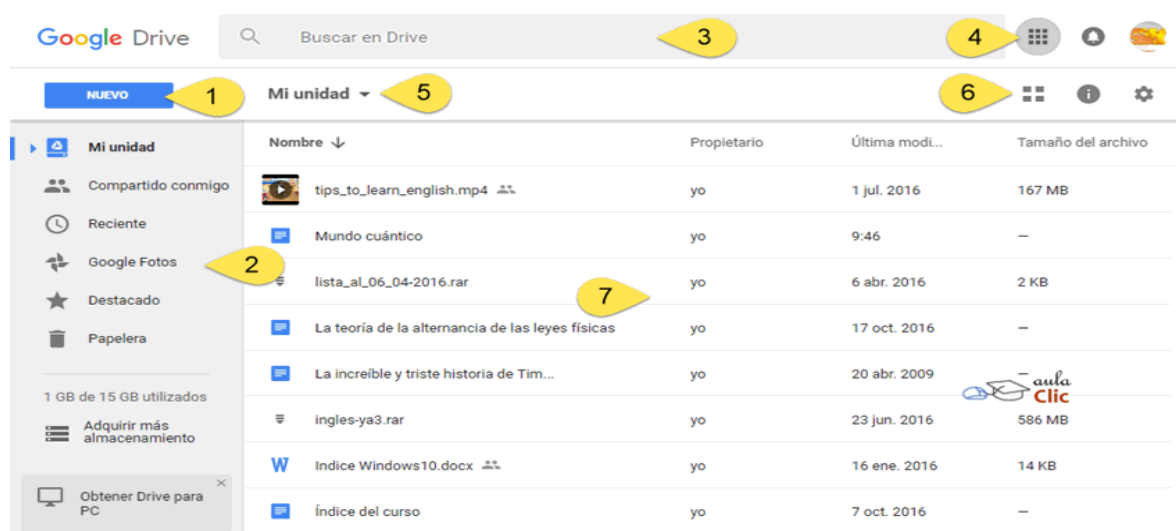 Google Drive
Buscar en Drive
3
4
NUEVO
1
Mi unidad
5
6
Mi unidad
Compartido conmigo
Reciente
Google Fotos
2
Destacado
Papelera
1 GB de 15 GB utilizados
Adquirir más
almacenamiento
Obtener Drive para
PC
Nombre Propietario Última modi... Tamaño del archivo
tips_to_learn_english.mp4 yo 1 jul. 2016 167 MB
Mundo cuántico yo 9:46 –
lista_al_06_04-2016.rar yo 6 abr. 2016 2 KB
7
La teoría de la alternancia de las leyes físicas yo 17 oct. 2016 –
La increíble y triste historia de Tim... yo 20 abr. 2009 –
aula
Clic
ingles-ya3.rar yo 23 jun. 2016 586 MB
W Indice Windows10.docx yo 16 ene. 2016 14 KB
Índice del curso yo 7 oct. 2016 –